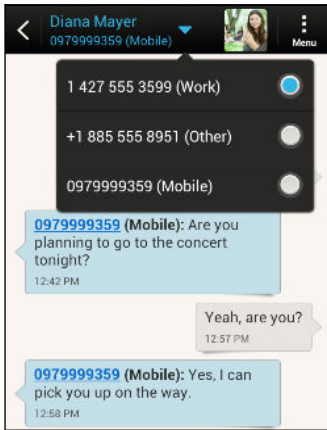 Diana Mayer
0979999359 (Mobile)
Menu
1 427 555 3599 (Work)
+1 885 555 8951 (Other)
0979999359 (Mobile)
0979999359 (Mobile): Are you
planning to go to the concert
tonight?
12:42 PM
Yeah, are you?
12:57 PM
0979999359 (Mobile): Yes, I can
pick you up on the way.
12:58 PM